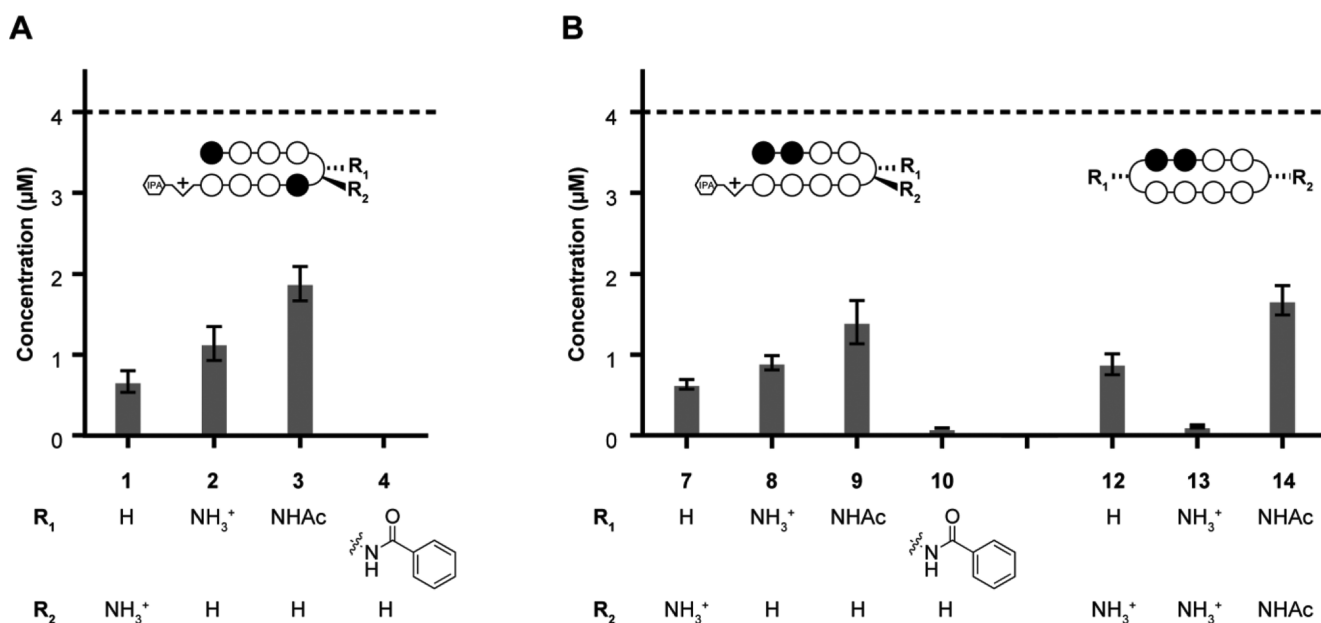 A
B
Concentration (μM)
4
3
2
1
0
IPA
+
R1
R2
1 2 3 4
R1 H NH3+ NHAc
O
N
H
R2 NH3+ H H H
Concentration (μM)
4
3
2
1
0
IPA
+
R1
R2
R1
R2
7 8 9 10 12 13 14
H NH3+ NHAc H NH3+ NHAc
O
N
H
NH3+ H H H NH3+ NH3+ NHAc
R1
R2